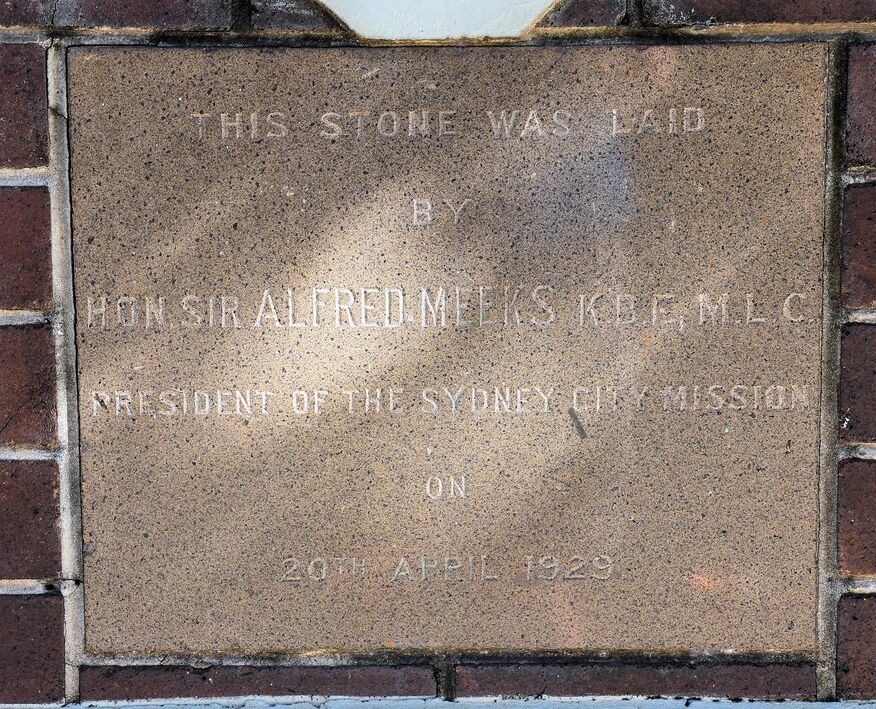 THIS STONE WAS LAID
BY
HON. SIR ALFRED MEEKS K.B.E., M.L.C.
PRESIDENT OF THE SYDNEY CITY MISSION
ON
20TH APRIL 1929.